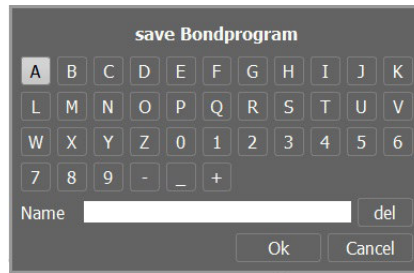 save Bondprogram
A B C D E F G H I J K
L M N O P Q R S T U V
W X Y Z 0 1 2 3 4 5 6
7 8 9 - _ +
Name del
Ok Cancel